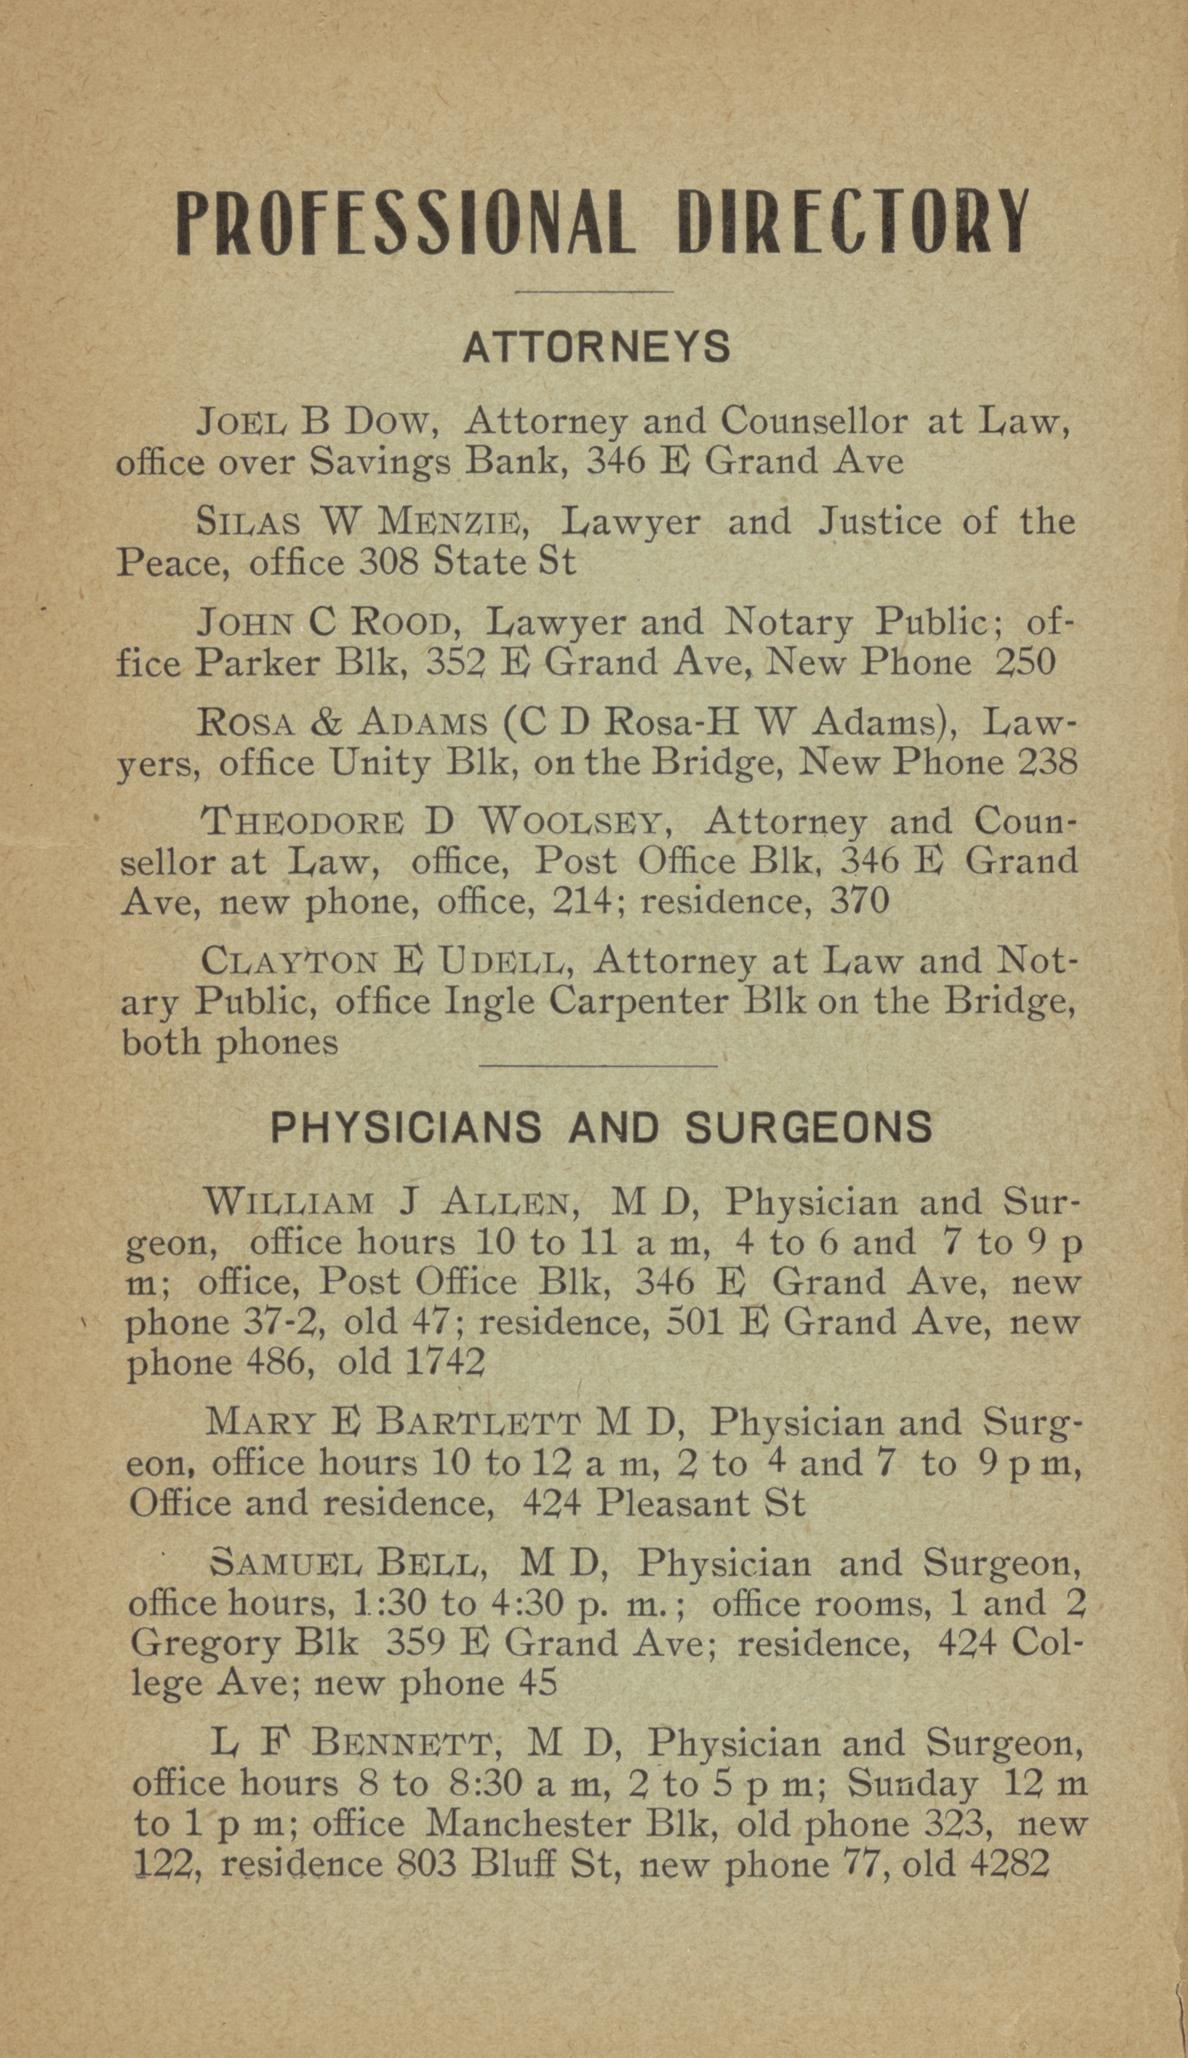 PROFESSIONAL DIRECTORY
ATTORNEYS
JOEL B DOW, Attorney and Counsellor at Law,
office over Savings Bank, 346 E Grand Ave
SILAS W MENZIE, Lawyer and Justice of the
Peace, office 308 State St
JOHN C ROOD, Lawyer and Notary Public; of-
fice Parker Blk, 352 E Grand Ave, New Phone 250
ROSA & ADAMS (C D Rosa-H W Adams), Law-
yers, office Unity Blk, on the Bridge, New Phone 238
THEODORE D WOOLSEY, Attorney and Coun-
sellor at Law, office, Post Office Blk, 346 E Grand
Ave, new phone, office, 214; residence, 370
CLAYTON E UDELL, Attorney at Law and Not-
ary Public, office Ingle Carpenter Blk on the Bridge,
both phones
PHYSICIANS AND SURGEONS
WILLIAM J ALLEN, M D, Physician and Sur-
geon, office hours 10 to 11 a m, 4 to 6 and 7 to 9 p
m; office, Post Office Blk, 346 E Grand Ave, new
phone 37-2, old 47; residence, 501 E Grand Ave, new
phone 486, old 1742
MARY E BARTLETT M D, Physician and Surg-
eon, office hours 10 to 12 a m, 2 to 4 and 7 to 9 p m,
Office and residence, 424 Pleasant St
SAMUEL BELL, M D, Physician and Surgeon,
office hours, 1:30 to 4:30 p. m.; office rooms, 1 and 2
Gregory Blk 359 E Grand Ave; residence, 424 Col-
lege Ave; new phone 45
L F BENNETT, M D, Physician and Surgeon,
office hours 8 to 8:30 a m, 2 to 5 p m; Sunday 12 m
to 1 p m; office Manchester Blk, old phone 323, new
122, residence 803 Bluff St, new phone 77, old 4282